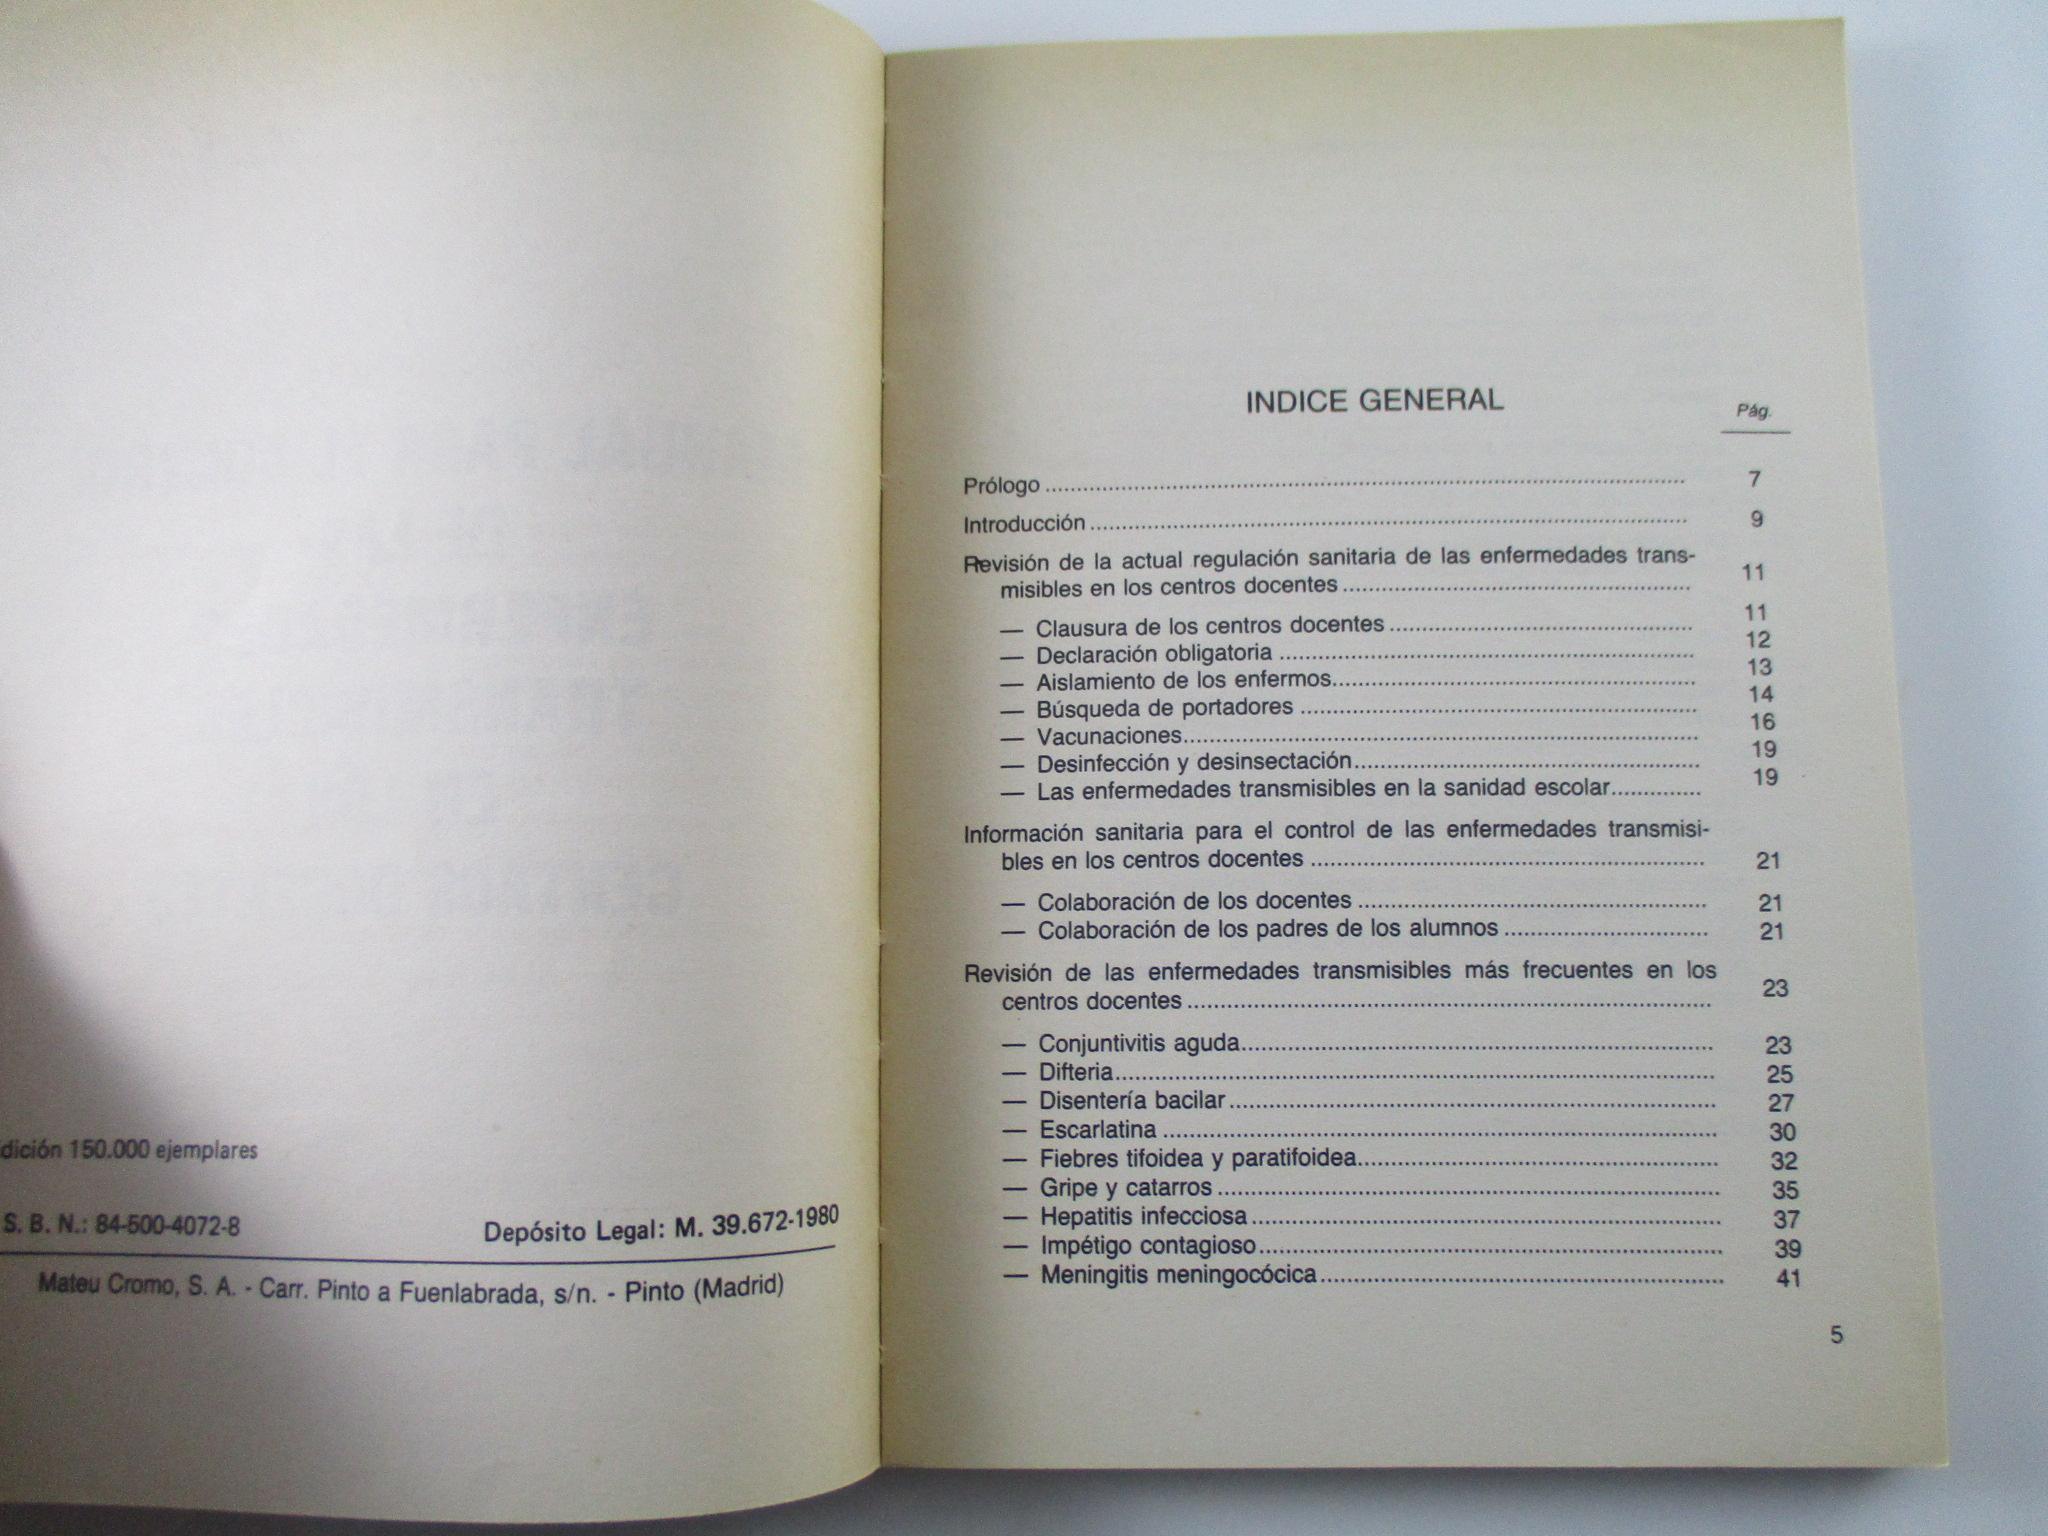 dición 150.000 ejemplares
S. B. N.: 84-500-4072-8
Depósito Legal: M. 39.672-1980
Mateu Cromo, S. A. - Carr. Pinto a Fuenlabrada, s/n. - Pinto (Madrid)
INDICE GENERAL
Pág.
Prólogo ........ 7
Introducción ........ 9
Revisión de la actual regulación sanitaria de las enfermedades trans-
misibles en los centros docentes ........ 11
— Clausura de los centros docentes ........ 11
— Declaración obligatoria ........ 12
— Aislamiento de los enfermos ........ 13
— Búsqueda de portadores ........ 14
— Vacunaciones ........ 16
— Desinfección y desinsectación ........ 19
— Las enfermedades transmisibles en la sanidad escolar ........ 19
Información sanitaria para el control de las enfermedades transmisi-
bles en los centros docentes ........ 21
— Colaboración de los docentes ........ 21
— Colaboración de los padres de los alumnos ........ 21
Revisión de las enfermedades transmisibles más frecuentes en los
centros docentes ........ 23
— Conjuntivitis aguda ........ 23
— Difteria ........ 25
— Disentería bacilar ........ 27
— Escarlatina ........ 30
— Fiebres tifoidea y paratifoidea ........ 32
— Gripe y catarros ........ 35
— Hepatitis infecciosa ........ 37
— Impétigo contagioso ........ 39
— Meningitis meningocócica ........ 41
5